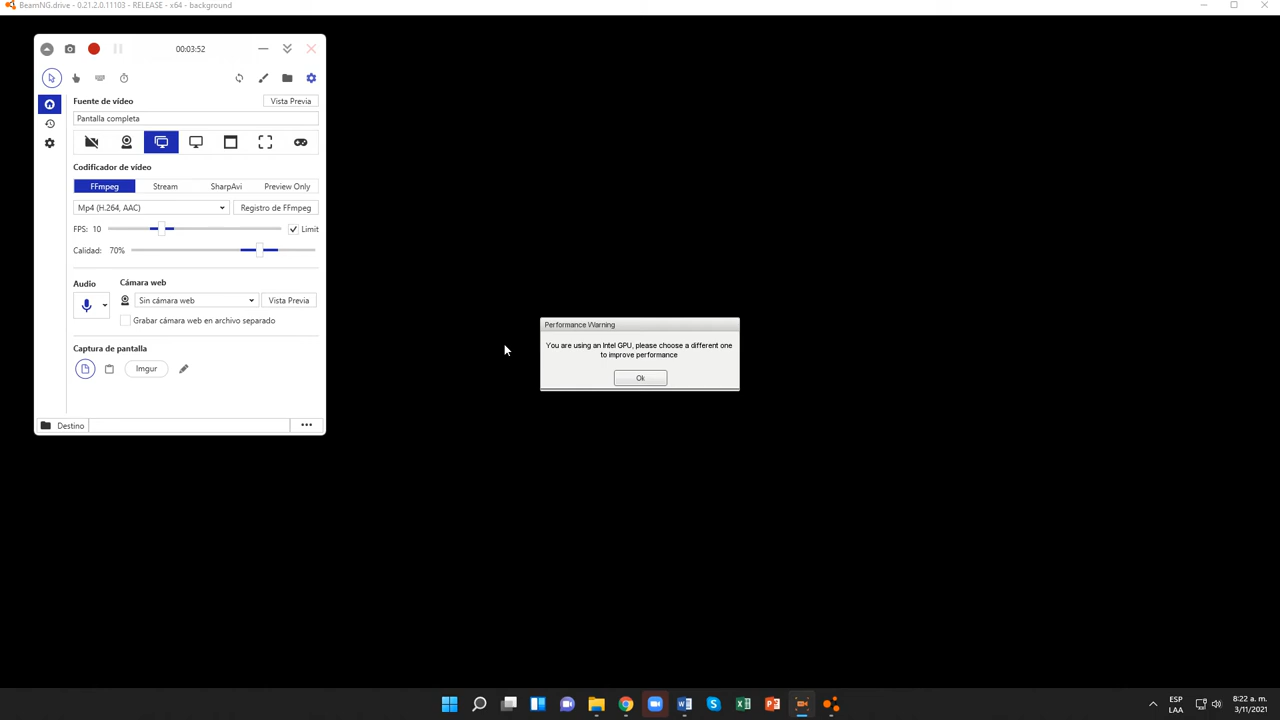 BeamNG.drive - 0.21.2.0.11103 - RELEASE - x64 - background
00:03:52
Fuente de vídeo
Vista Previa
Pantalla completa
Codificador de vídeo
FFmpeg Stream SharpAvi Preview Only
Mp4 (H.264, AAC) Registro de FFmpeg
FPS: 10 Limit
Calidad: 70%
Audio
Cámara web
Sin cámara web Vista Previa
Grabar cámara web en archivo separado
Captura de pantalla
Imgur
Destino
Performance Warning
You are using an Intel GPU, please choose a different one
to improve performance
Ok
ESP
LAA
8:22 a. m.
3/11/2021